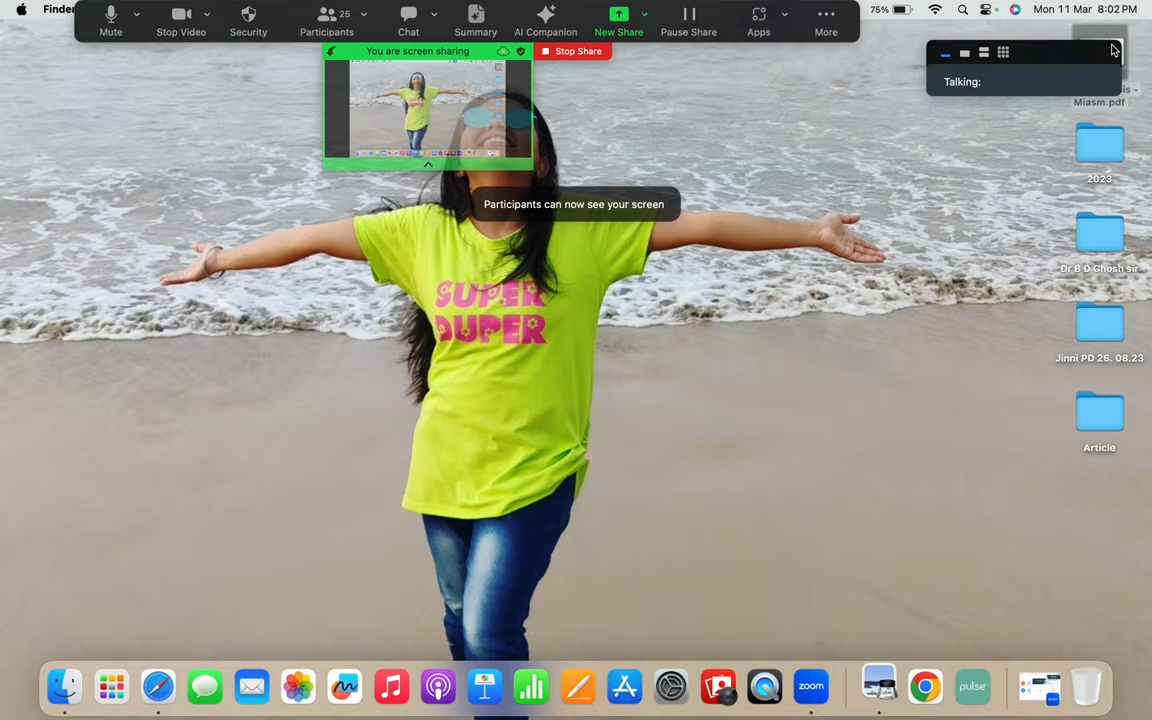 Finder
Mute
Stop Video
Security
25
Participants
Chat
Summary
AI Companion
New Share
Pause Share
Apps
More
75%
Mon 11 Mar 8:02 PM
You are screen sharing
Stop Share
Talking:
is -
Miasm.pdf
2023
Participants can now see your screen
Dr B D Ghosh sir
SUPER
DUPER
Jinni PD 26. 08.23
Article
zoom
pulse